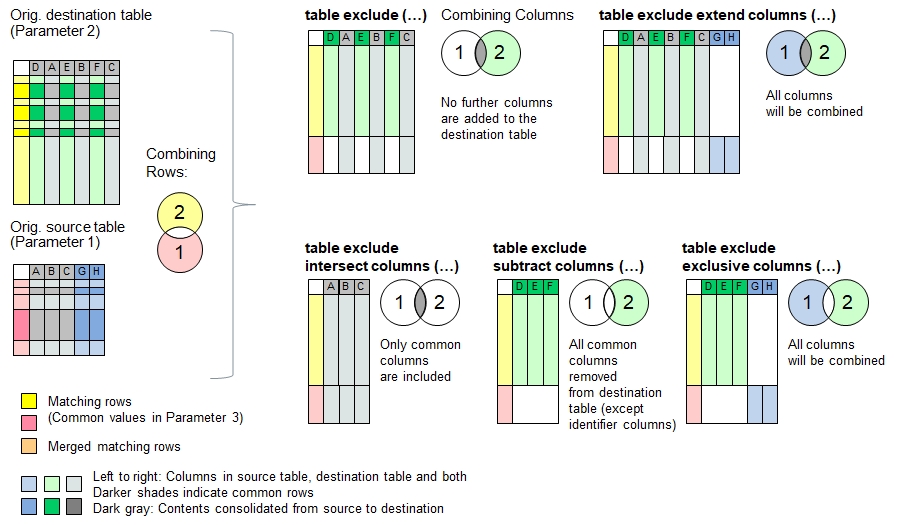 Orig. destination table
(Parameter 2)
D A E B F C
Combining
Rows:
2
1
Orig. source table
(Parameter 1)
A B C G H
Matching rows
(Common values in Parameter 3)
Merged matching rows
Left to right: Columns in source table, destination table and both
Darker shades indicate common rows
Dark gray: Contents consolidated from source to destination
table exclude (...)
D A E B F C
Combining Columns
1 2
No further columns
are added to the
destination table
table exclude extend columns (...)
D A E B F C G H
1 2
All columns
will be combined
table exclude
intersect columns (...)
A B C
1 2
Only common
columns
are included
table exclude
subtract columns (...)
D E F
1 2
All common
columns
removed
from destination
table (except
identifier columns)
table exclude
exclusive columns (...)
D E F G H
1 2
All columns
will be combined